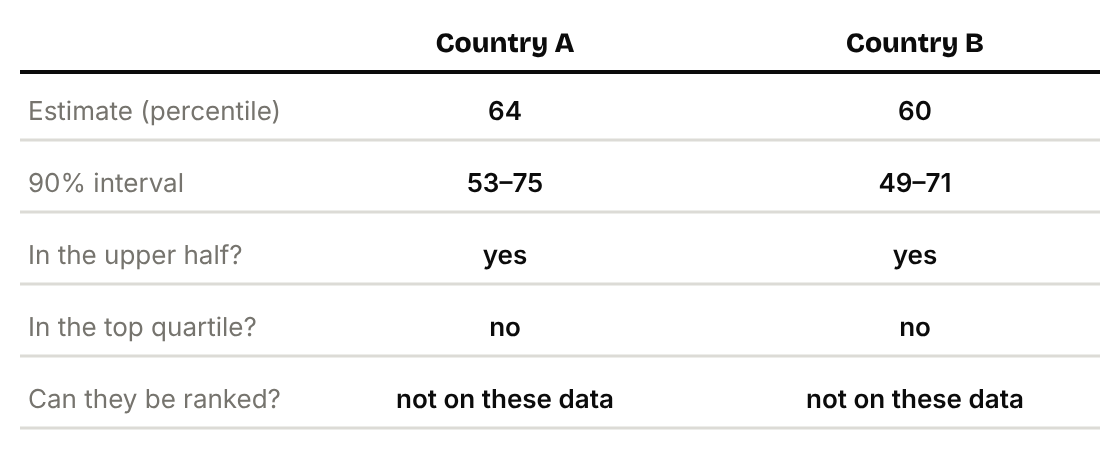 Country A Country B
Estimate (percentile) 64 60
90% interval 53–75 49–71
In the upper half? yes yes
In the top quartile? no no
Can they be ranked? not on these data not on these data